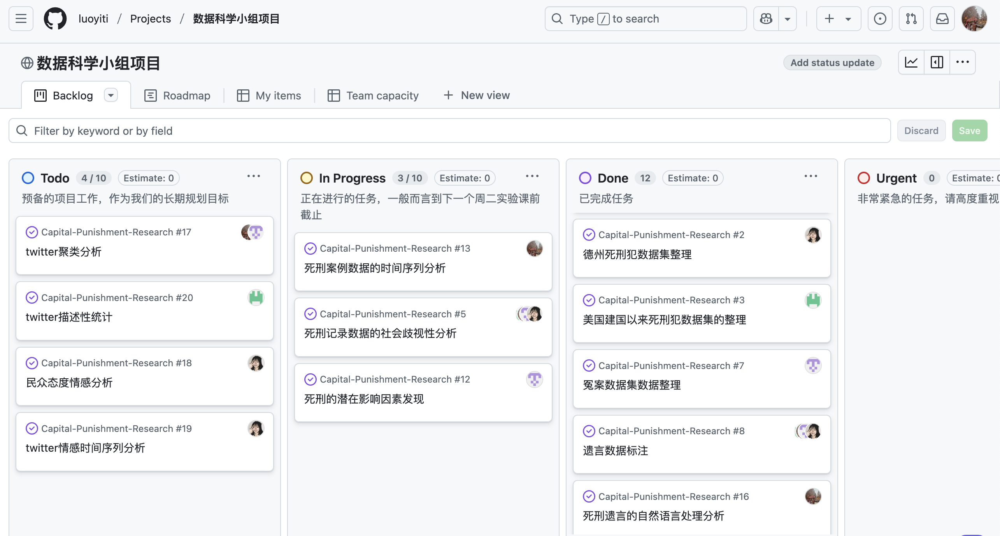 luoyiti / Projects / 数据科学小组项目
Type / to search
数据科学小组项目
Add status update
Backlog
Roadmap
My items
Team capacity
New view
Filter by keyword or by field
Discard
Save
Todo 4 / 10 Estimate: 0
预备的项目工作，作为我们的长期规划目标
Capital-Punishment-Research #17
twitter聚类分析
Capital-Punishment-Research #20
twitter描述性统计
Capital-Punishment-Research #18
民众态度情感分析
Capital-Punishment-Research #19
twitter情感时间序列分析
In Progress 3 / 10 Estimate: 0
正在进行的任务，一般而言到下一个周二实验课前
截止
Capital-Punishment-Research #13
死刑案例数据的时间序列分析
Capital-Punishment-Research #5
死刑记录数据的社会歧视性分析
Capital-Punishment-Research #12
死刑的潜在影响因素发现
Done 12 Estimate: 0
已完成任务
Capital-Punishment-Research #2
德州死刑犯数据集整理
Capital-Punishment-Research #3
美国建国以来死刑犯数据集的整理
Capital-Punishment-Research #7
冤案数据集数据整理
Capital-Punishment-Research #8
遗言数据标注
Capital-Punishment-Research #16
死刑遗言的自然语言处理分析
Urgent 0 Estimate: 0
非常紧急的任务，请高度重视